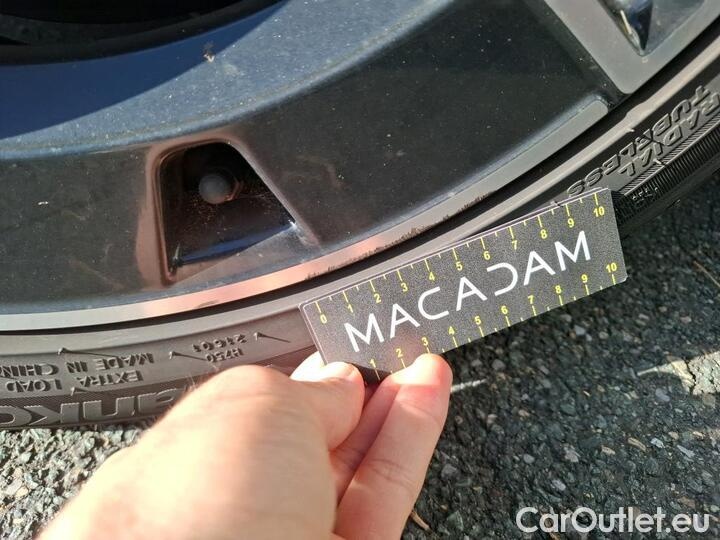 RADIAL
TUBELESS
0 1 2 3 4 5 6 7 8 9 10
MACADAM
1 2 3 4 5 6 7 8 9 10
EXTRA LOAD
MADE IN CHINA
H750
CarOutlet.eu